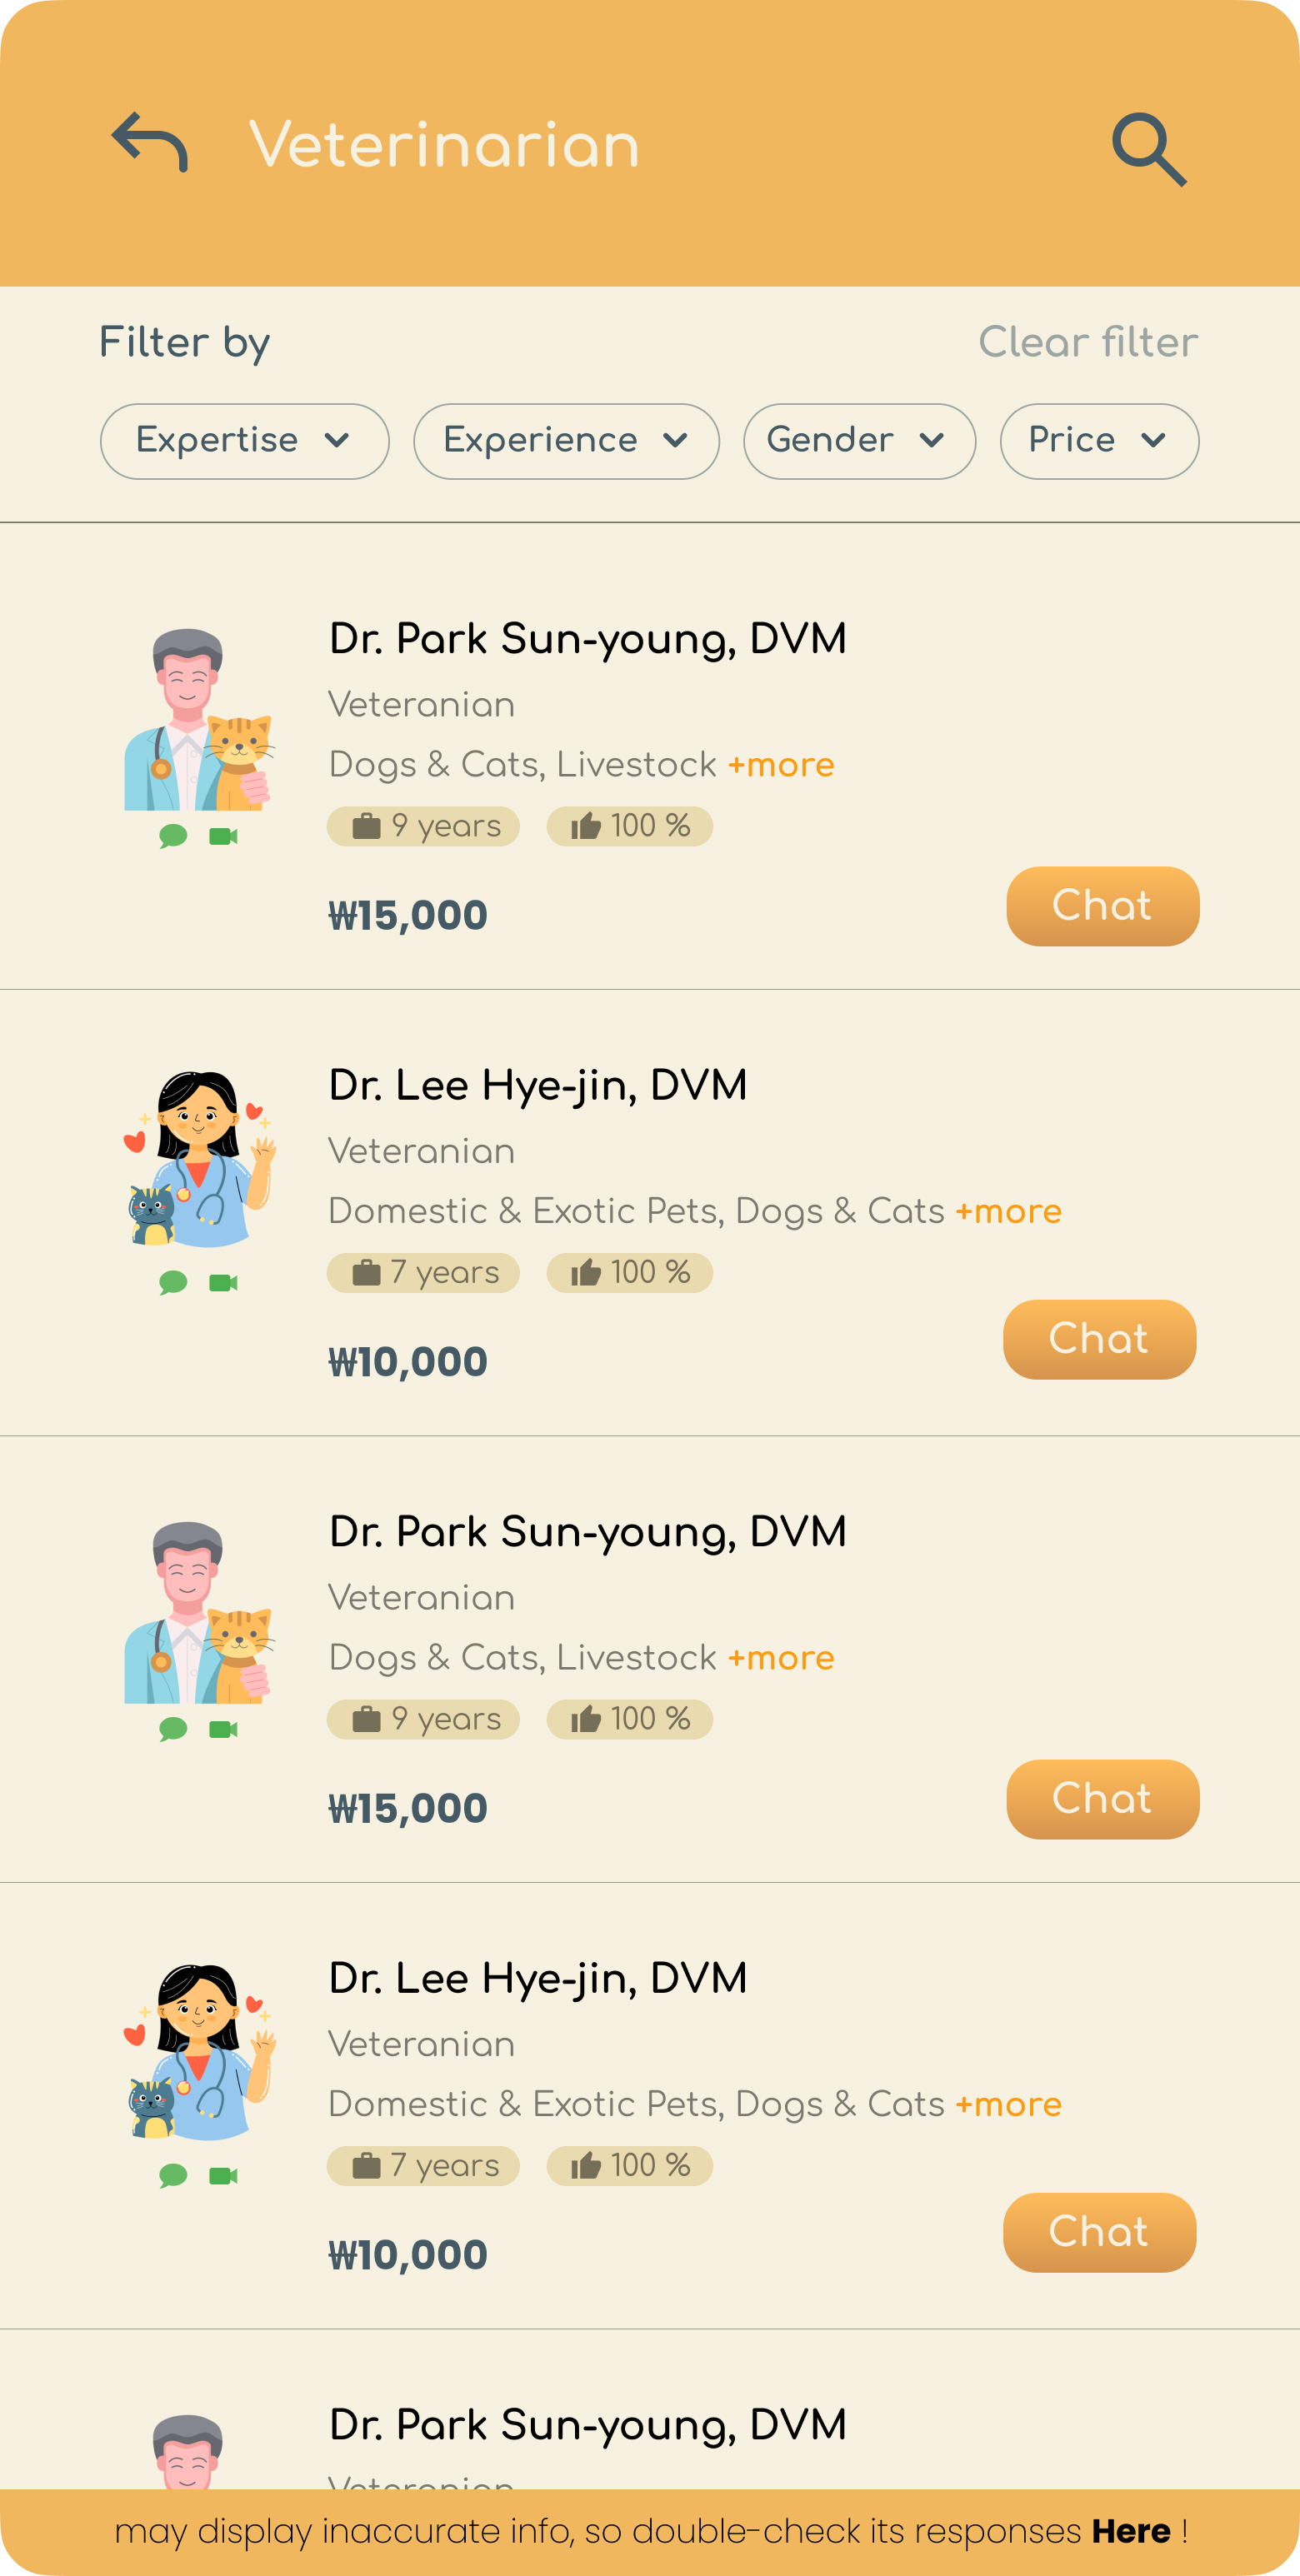 Veterinarian
Filter by Clear filter
Expertise Experience Gender Price
Dr. Park Sun-young, DVM
Veteranian
Dogs & Cats, Livestock +more
9 years 100 %
₩15,000 Chat
Dr. Lee Hye-jin, DVM
Veteranian
Domestic & Exotic Pets, Dogs & Cats +more
7 years 100 %
₩10,000 Chat
Dr. Park Sun-young, DVM
Veteranian
Dogs & Cats, Livestock +more
9 years 100 %
₩15,000 Chat
Dr. Lee Hye-jin, DVM
Veteranian
Domestic & Exotic Pets, Dogs & Cats +more
7 years 100 %
₩10,000 Chat
Dr. Park Sun-young, DVM
Veteranian
may display inaccurate info, so double-check its responses Here !